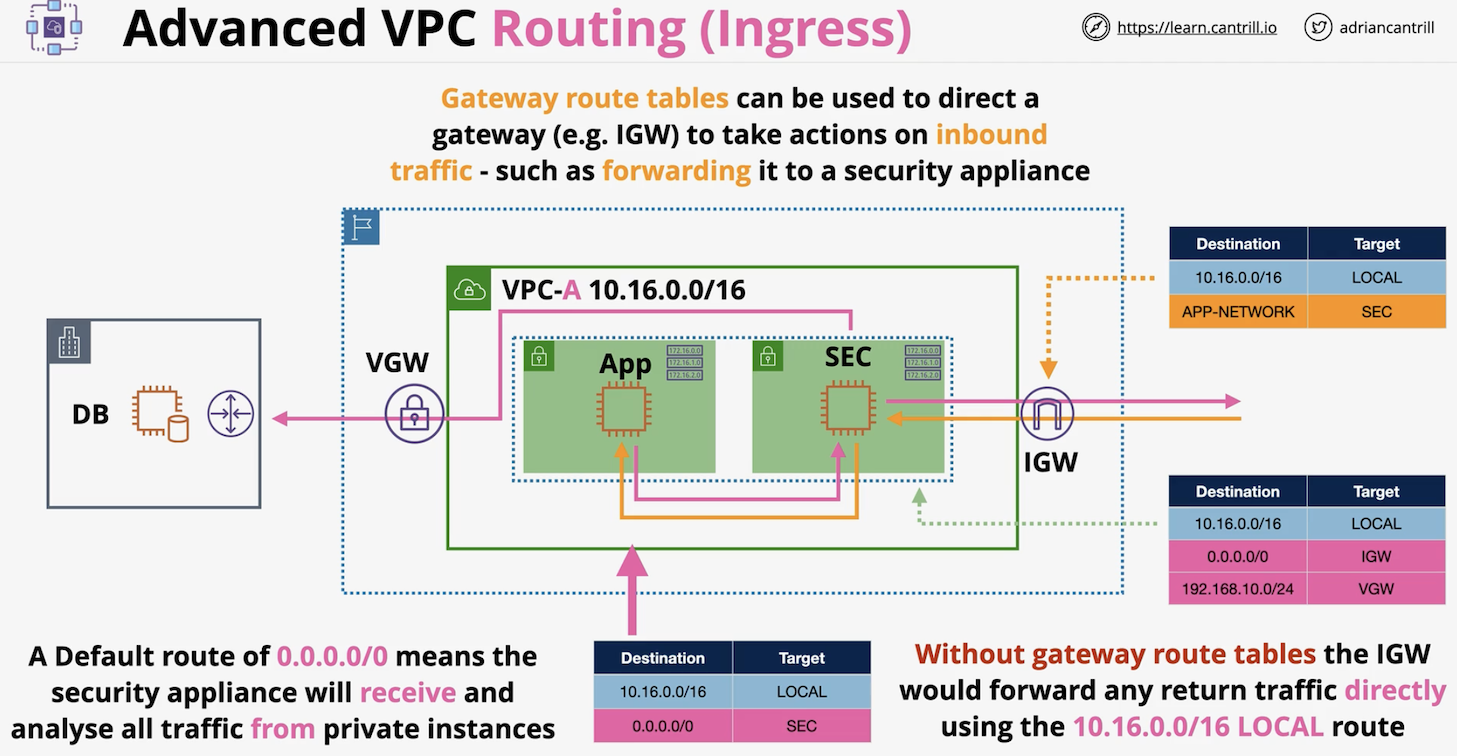 Advanced VPC Routing (Ingress)
https://learn.cantrill.io
adriancantrill
Gateway route tables can be used to direct a
gateway (e.g. IGW) to take actions on inbound
traffic - such as forwarding it to a security appliance
Destination Target
10.16.0.0/16 LOCAL
APP-NETWORK SEC
VPC-A 10.16.0.0/16
VGW
App
172.16.0.0
172.16.1.0
172.16.2.0
SEC
172.16.0.0
172.16.1.0
172.16.2.0
DB
IGW
Destination Target
10.16.0.0/16 LOCAL
0.0.0.0/0 IGW
192.168.10.0/24 VGW
A Default route of 0.0.0.0/0 means the
security appliance will receive and
analyse all traffic from private instances
Destination Target
10.16.0.0/16 LOCAL
0.0.0.0/0 SEC
Without gateway route tables the IGW
would forward any return traffic directly
using the 10.16.0.0/16 LOCAL route